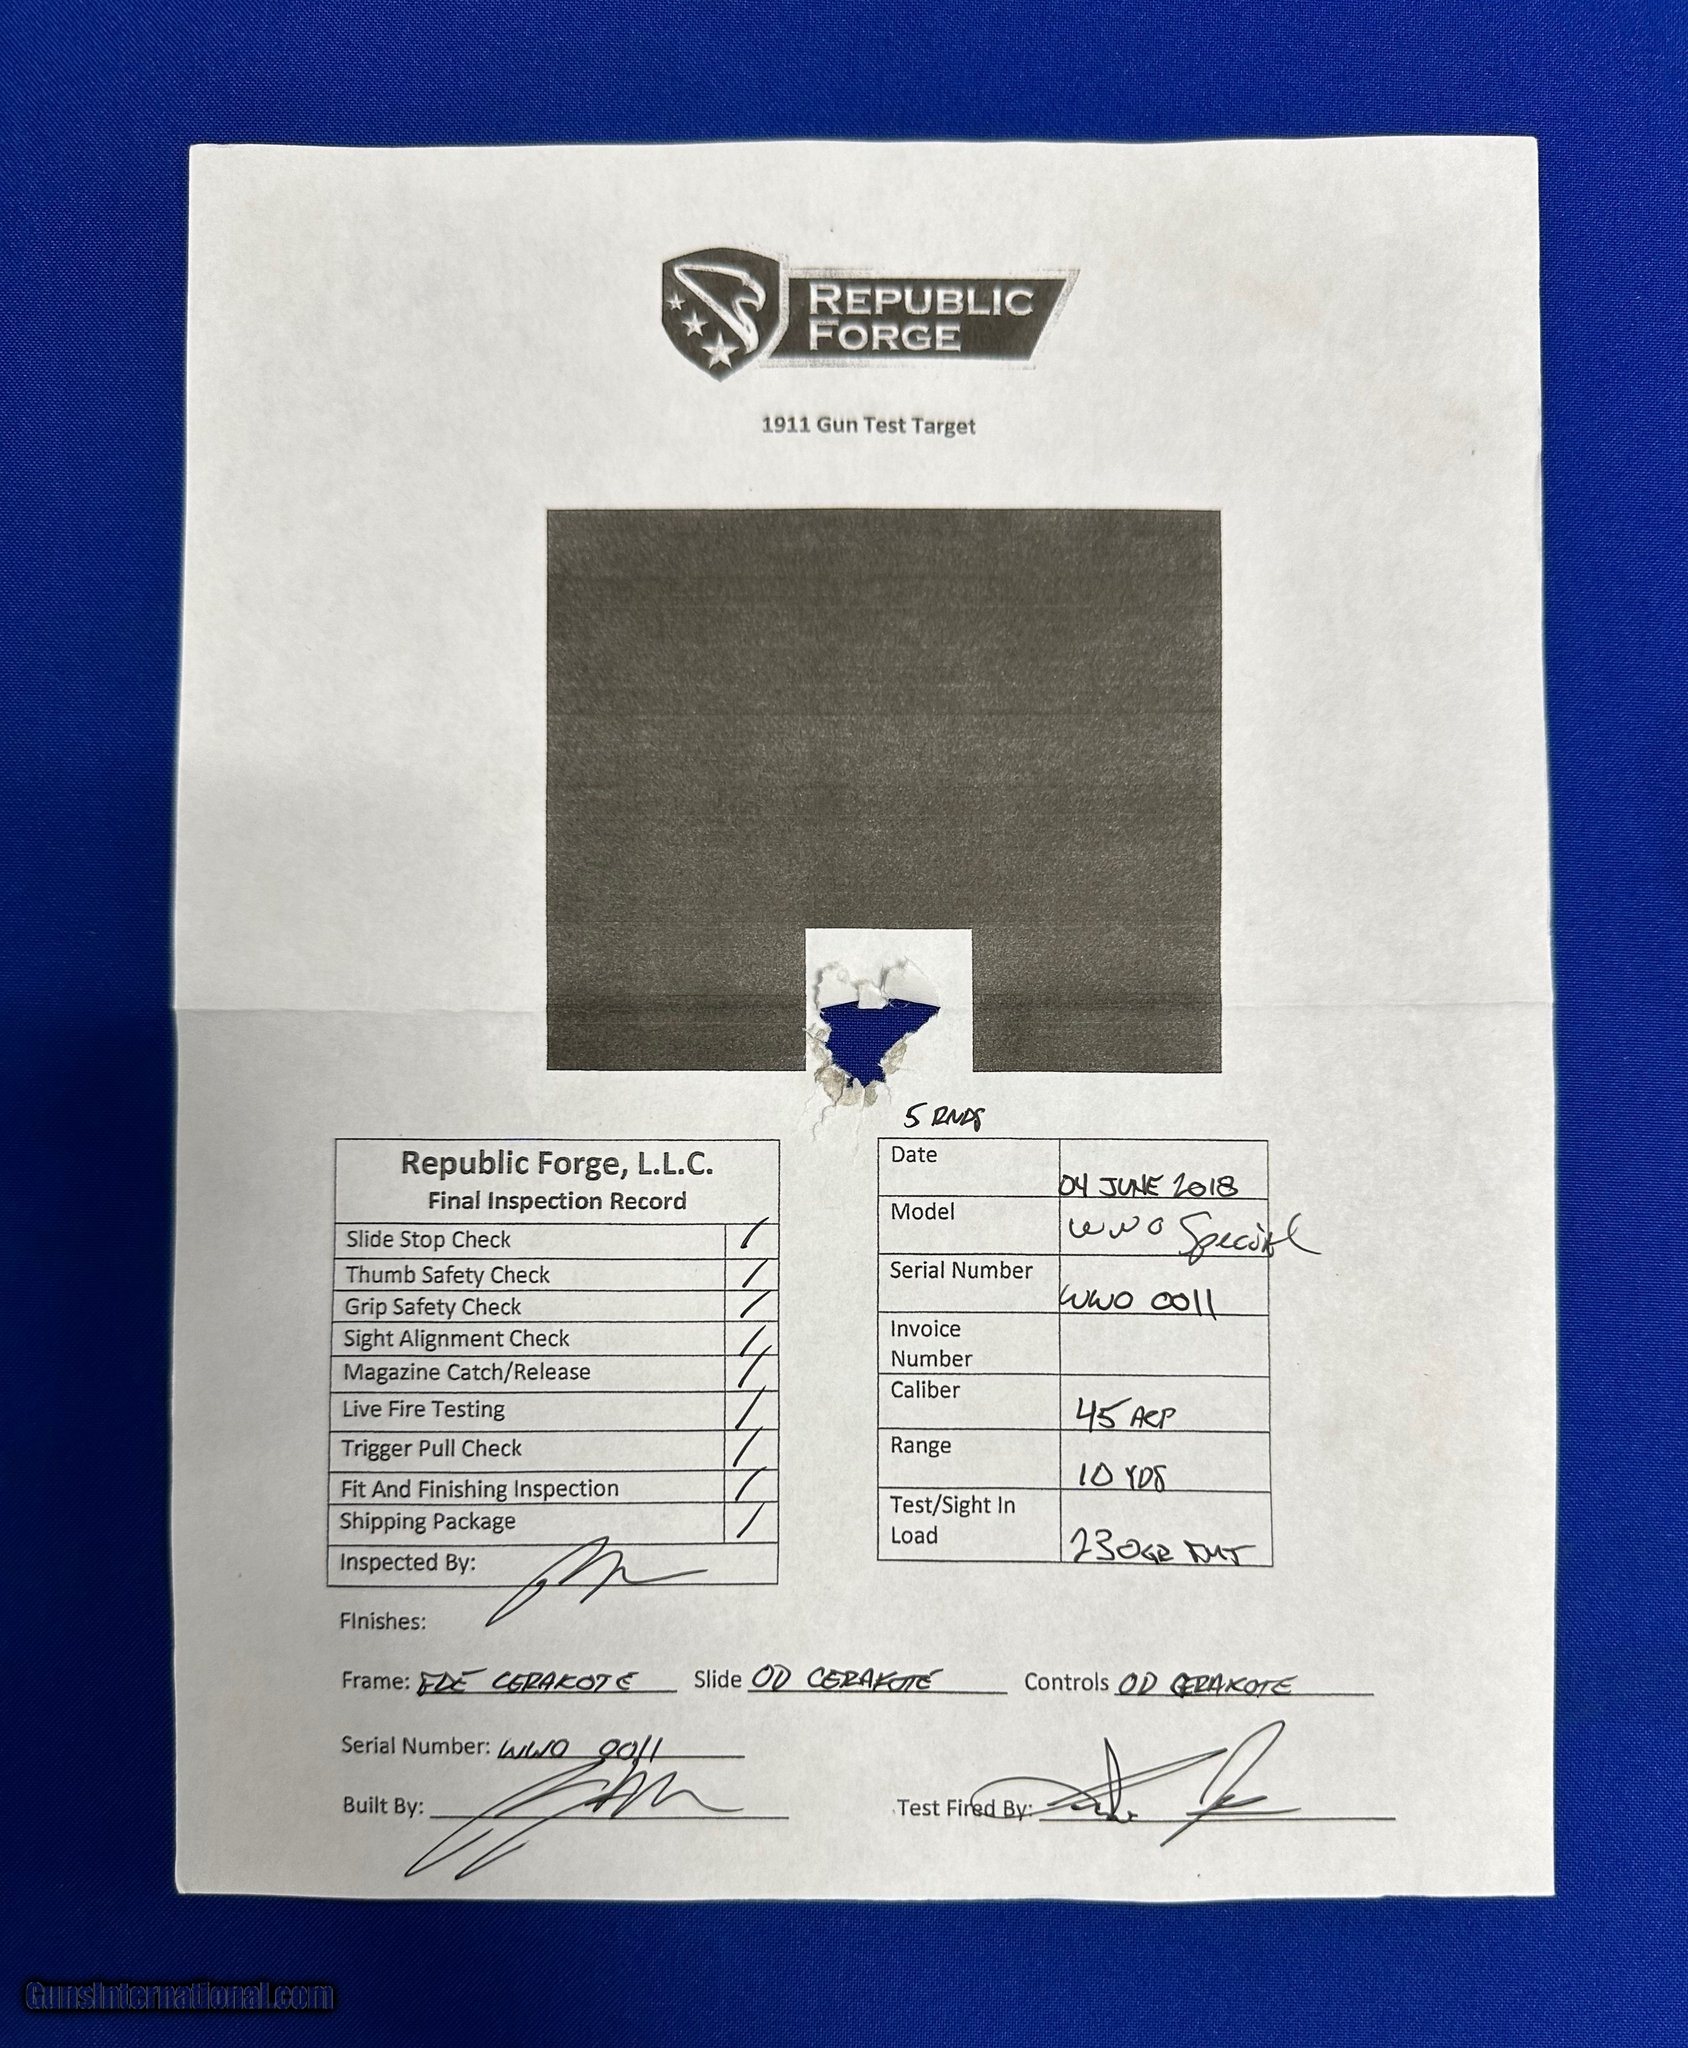 REPUBLIC
FORGE
1911 Gun Test Target
5 RNDS
Republic Forge, L.L.C.
Final Inspection Record
Slide Stop Check /
Thumb Safety Check /
Grip Safety Check /
Sight Alignment Check /
Magazine Catch/Release /
Live Fire Testing /
Trigger Pull Check /
Fit And Finishing Inspection /
Shipping Package /
Inspected By:
Date 04 JUNE 2018
Model WWO Special
Serial Number WWO 0011
Invoice
Number
Caliber 45 ACP
Range 10 YDS
Test/Sight In
Load 230GR FMJ
FInishes:
Frame: FDE CERAKOTE Slide OD CERAKOTE Controls OD CERAKOTE
Serial Number: WWO 0011
Built By: Test Fired By:
GunsInternational.com